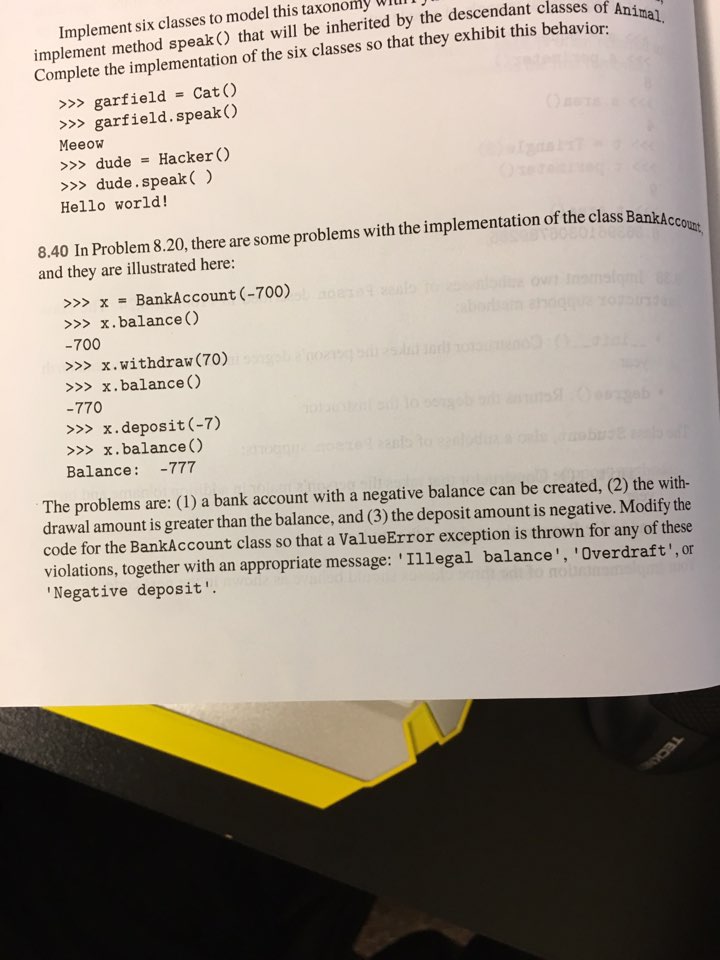 Implement six classes to model this taxonomy
implement method speak() that will be inherited by the descendant classes of Animal.
Complete the implementation of the six classes so that they exhibit this behavior:
>>> garfield = Cat()
>>> garfield.speak()
Meeow
>>> dude = Hacker()
>>> dude.speak( )
Hello world!
8.40 In Problem 8.20, there are some problems with the implementation of the class BankAccount,
and they are illustrated here:
>>> x = BankAccount(-700)
>>> x.balance()
-700
>>> x.withdraw(70)
>>> x.balance()
-770
>>> x.deposit(-7)
>>> x.balance()
Balance: -777
The problems are: (1) a bank account with a negative balance can be created, (2) the with-
drawal amount is greater than the balance, and (3) the deposit amount is negative. Modify the
code for the BankAccount class so that a ValueError exception is thrown for any of these
violations, together with an appropriate message: 'Illegal balance', 'Overdraft', or
'Negative deposit'.